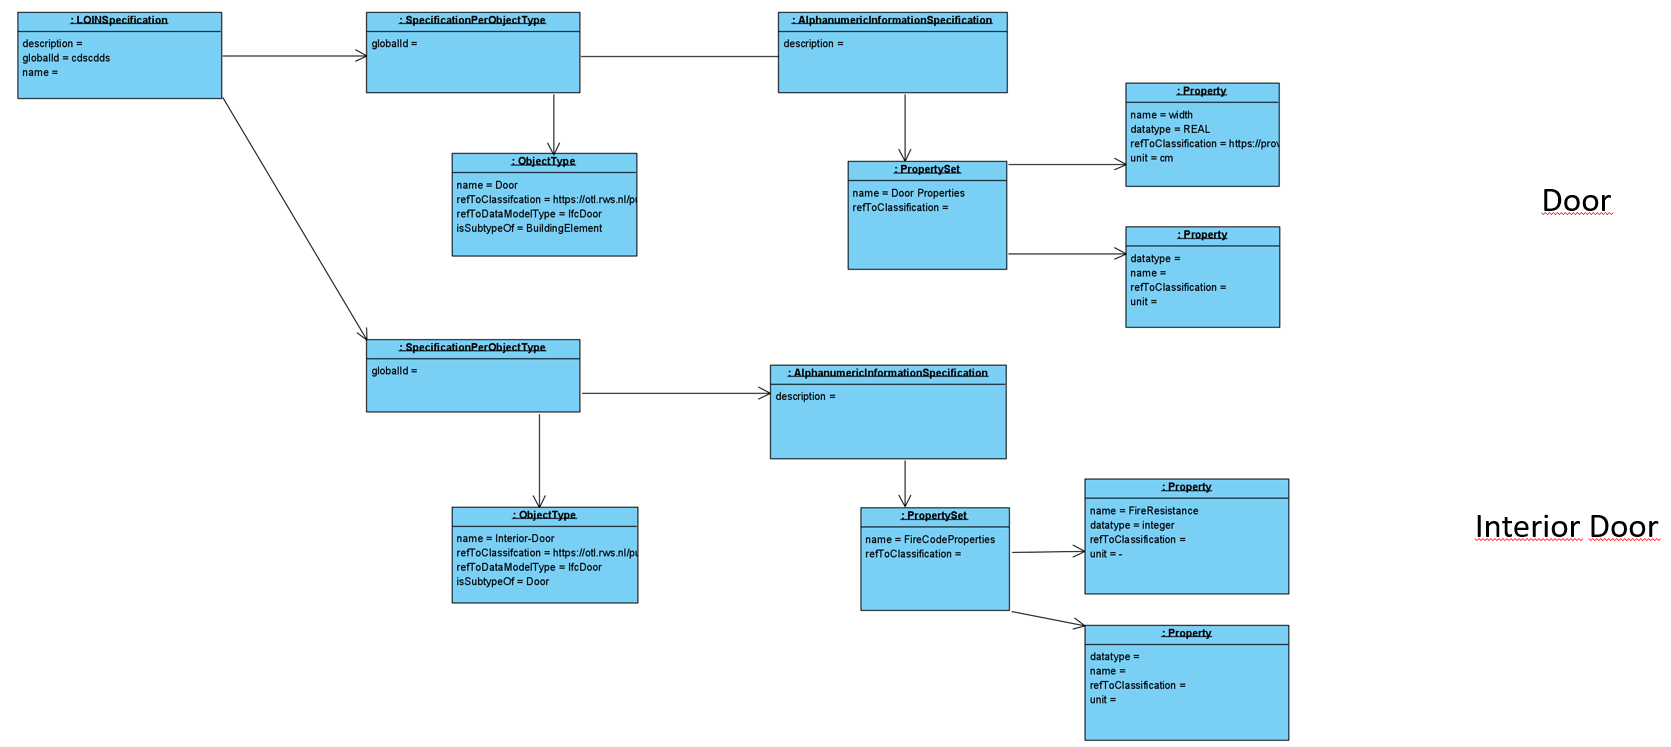 : LOINSpecification
description =
globalId = cdscdds
name =
: SpecificationPerObjectType
globalId =
: AlphanumericInformationSpecification
description =
: Property
name = width
datatype = REAL
refToClassification = https://prov
unit = cm
: ObjectType
name = Door
refToClassifcation = https://otl.rws.nl/pu
refToDataModelType = IfcDoor
isSubtypeOf = BuildingElement
: PropertySet
name = Door Properties
refToClassification =
Door
: Property
datatype =
name =
refToClassification =
unit =
: SpecificationPerObjectType
globalId =
: AlphanumericInformationSpecification
description =
: ObjectType
name = Interior-Door
refToClassifcation = https://otl.rws.nl/pu
refToDataModelType = IfcDoor
isSubtypeOf = Door
: PropertySet
name = FireCodeProperties
refToClassification =
: Property
name = FireResistance
datatype = integer
refToClassification =
unit = -
Interior Door
: Property
datatype =
name =
refToClassification =
unit =